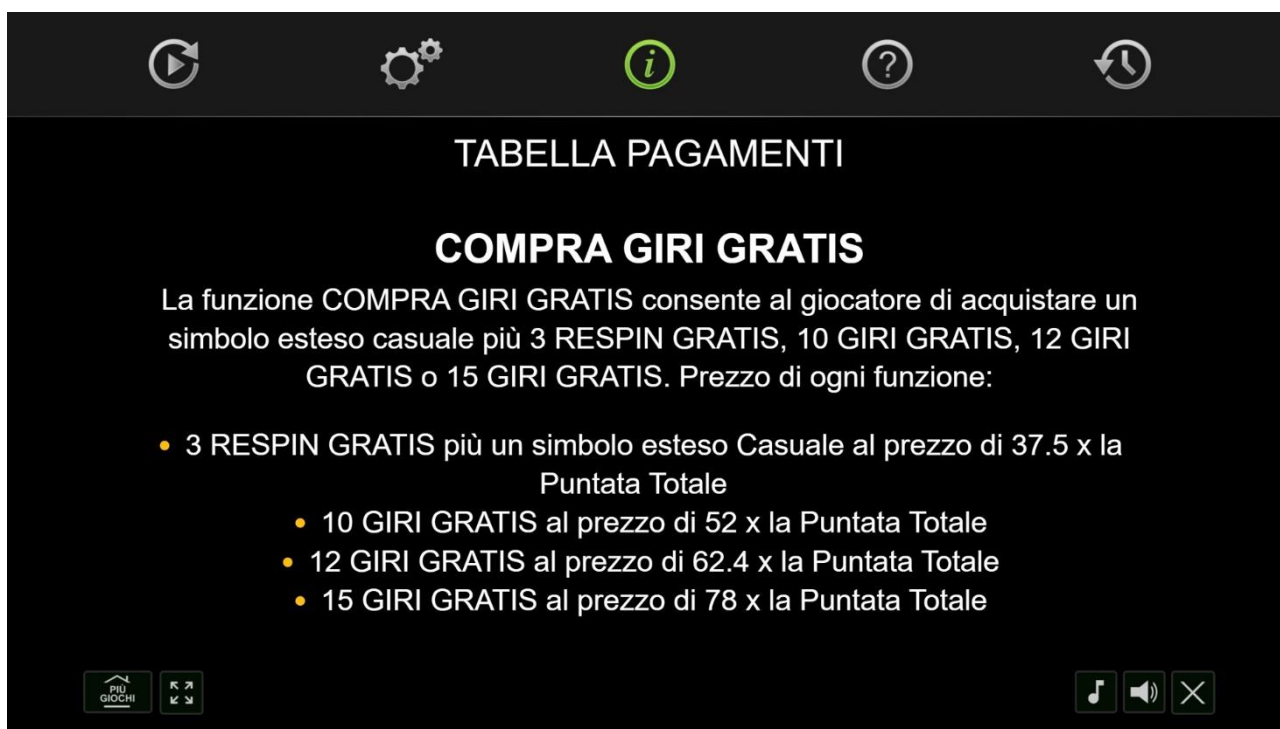 TABELLA PAGAMENTI
COMPRA GIRI GRATIS
La funzione COMPRA GIRI GRATIS consente al giocatore di acquistare un
simbolo esteso casuale più 3 RESPIN GRATIS, 10 GIRI GRATIS, 12 GIRI
GRATIS o 15 GIRI GRATIS. Prezzo di ogni funzione:
• 3 RESPIN GRATIS più un simbolo esteso Casuale al prezzo di 37.5 x la
Puntata Totale
• 10 GIRI GRATIS al prezzo di 52 x la Puntata Totale
• 12 GIRI GRATIS al prezzo di 62.4 x la Puntata Totale
• 15 GIRI GRATIS al prezzo di 78 x la Puntata Totale
PIÙ
GIOCHI